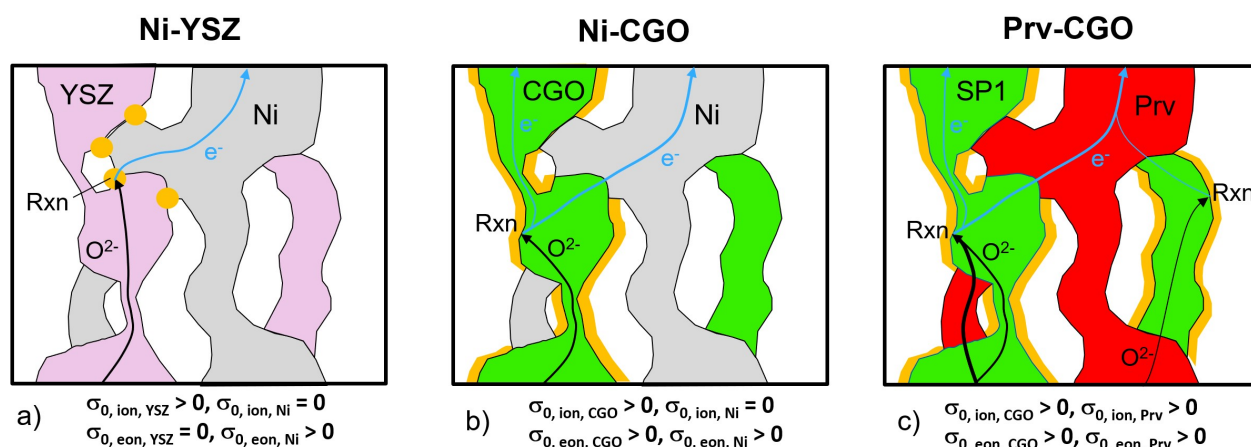 Ni-YSZ
Ni-CGO
Prv-CGO
YSZ
Ni
e-
Rxn
O2-
CGO
Ni
e-
e-
Rxn
O2-
SP1
Prv
e-
e-
Rxn
Rxn
O2-
O2-
a)
σ0, ion, YSZ > 0, σ0, ion, Ni = 0
σ0, eon, YSZ = 0, σ0, eon, Ni > 0
b)
σ0, ion, CGO > 0, σ0, ion, Ni = 0
σ0, eon, CGO > 0, σ0, eon, Ni > 0
c)
σ0, ion, CGO > 0, σ0, ion, Prv > 0
σ0, eon, CGO > 0, σ0, eon, Prv > 0